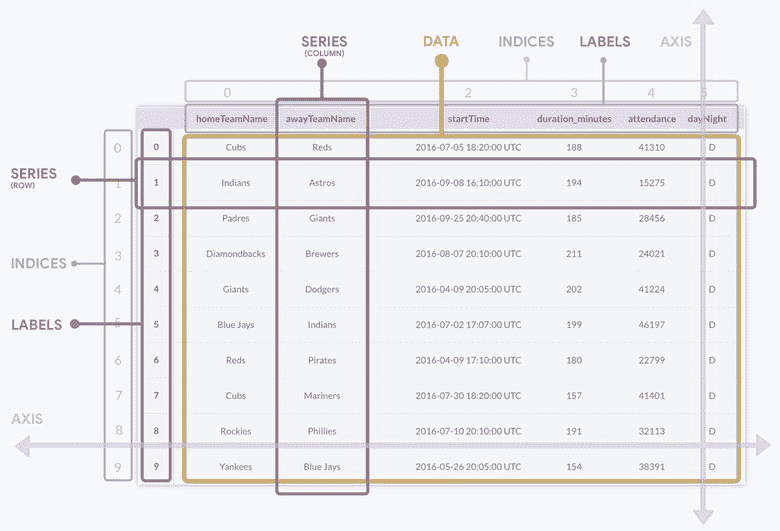 SERIES DATA INDICES LABELS AXIS
(COLUMN)
0 2 3 4 5
homeTeamName awayTeamName startTime duration_minutes attendance dayNight
0 0 Cubs Reds 2016-07-05 18:20:00 UTC 188 41310 D
SERIES
(ROW)
1 1 Indians Astros 2016-09-08 16:10:00 UTC 194 15275 D
2 2 Padres Giants 2016-09-25 20:40:00 UTC 185 28456 D
3 3 Diamondbacks Brewers 2016-08-07 20:10:00 UTC 211 24021 D
INDICES
4 4 Giants Dodgers 2016-04-09 20:05:00 UTC 202 41224 D
LABELS
5 5 Blue Jays Indians 2016-07-02 17:07:00 UTC 199 46197 D
6 6 Reds Pirates 2016-04-09 17:10:00 UTC 180 22799 D
7 7 Cubs Mariners 2016-07-30 18:20:00 UTC 157 41401 D
AXIS
8 8 Rockies Phillies 2016-07-10 20:10:00 UTC 191 32113 D
9 9 Yankees Blue Jays 2016-05-26 20:05:00 UTC 154 38391 D